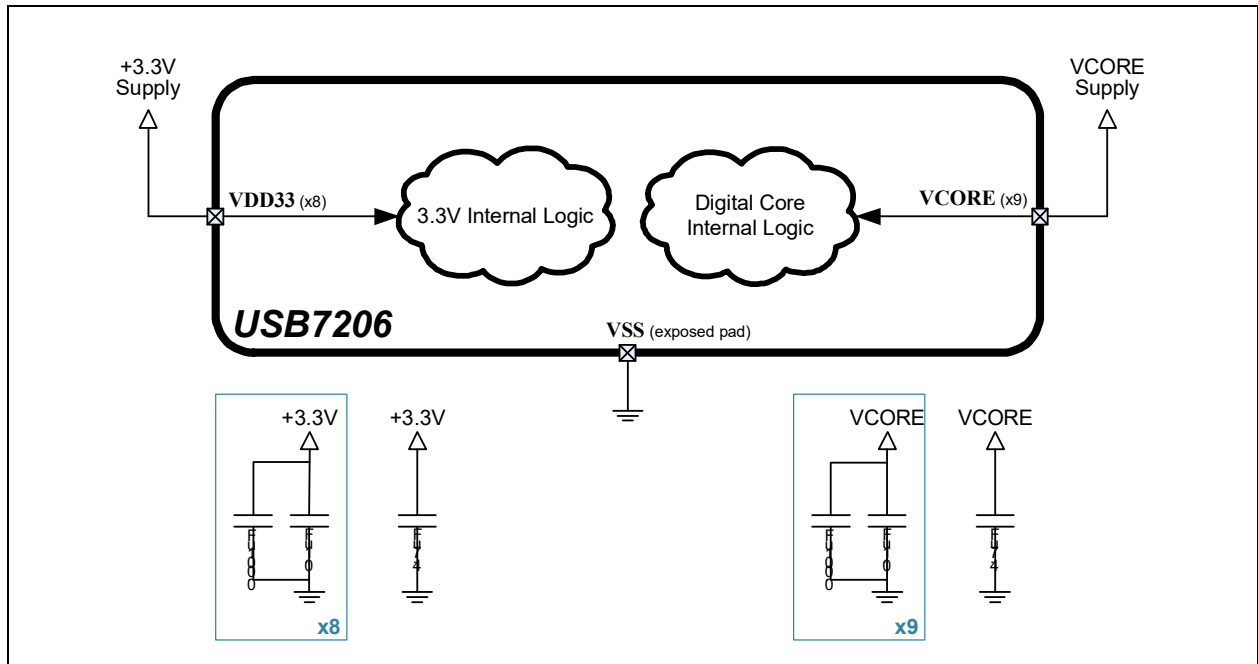 +3.3V
Supply
VCORE
Supply
VDD33 (x8)
3.3V Internal Logic
Digital Core
Internal Logic
VCORE (x9)
USB7206
VSS (exposed pad)
+3.3V
+3.3V
VCORE
VCORE
x8
x9